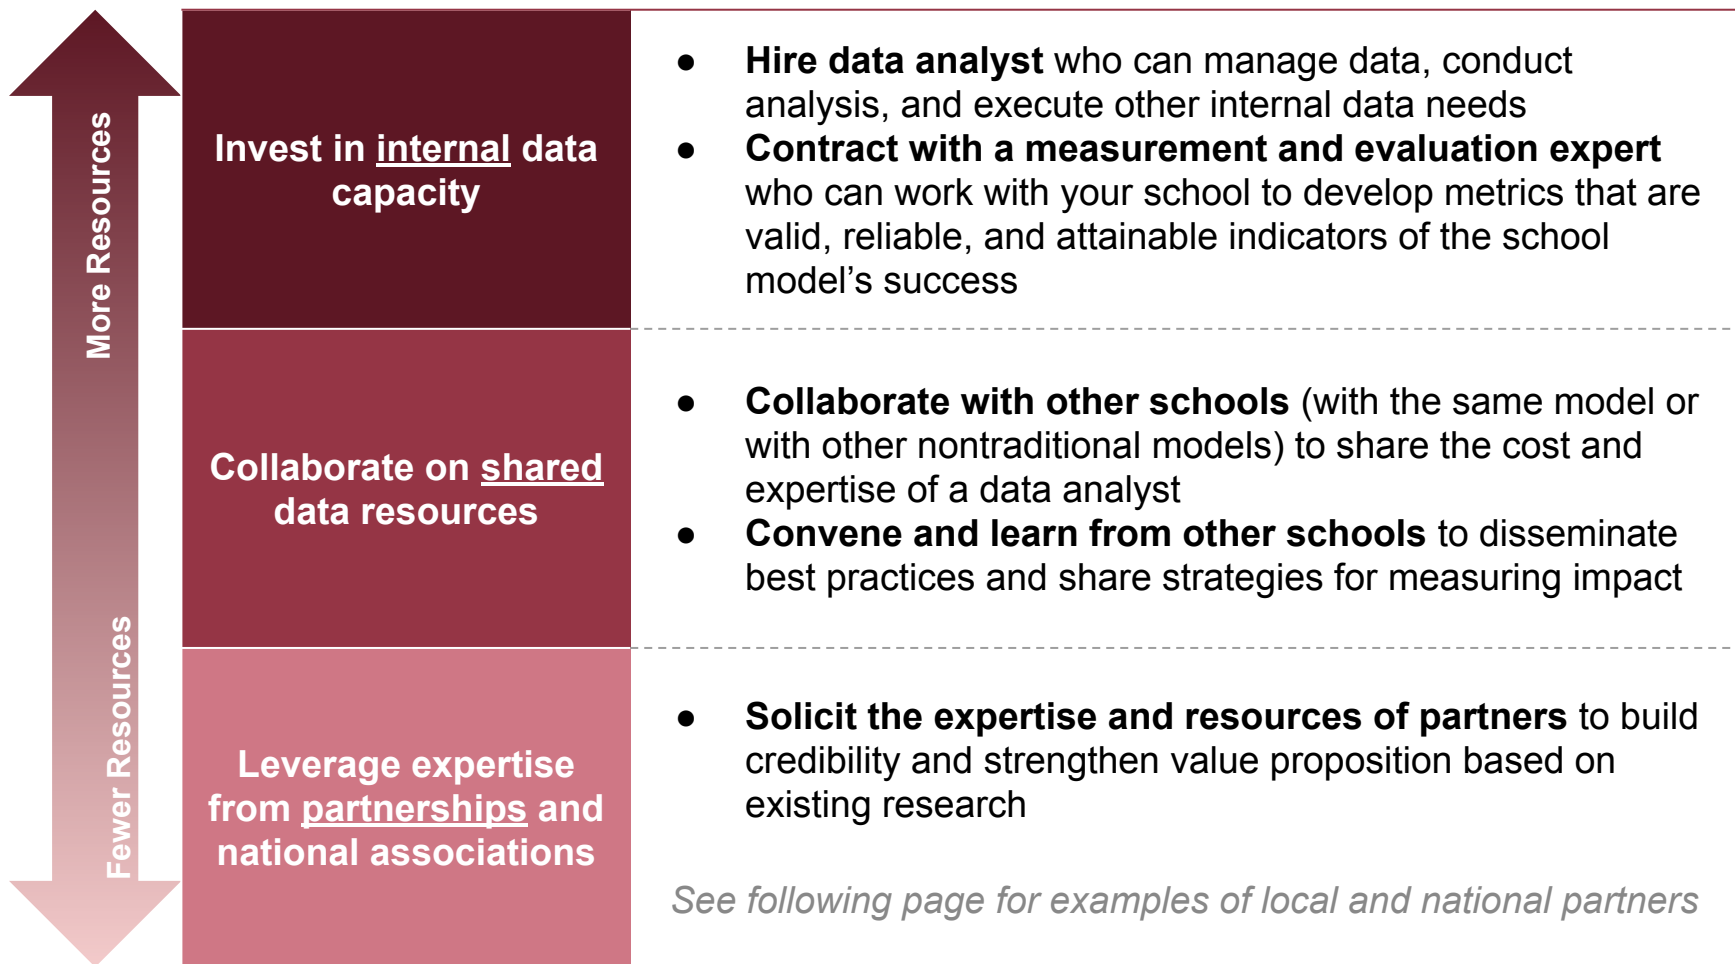 More Resources
Fewer Resources
Invest in internal data
capacity
● Hire data analyst who can manage data, conduct
analysis, and execute other internal data needs
● Contract with a measurement and evaluation expert
who can work with your school to develop metrics that are
valid, reliable, and attainable indicators of the school
model’s success
Collaborate on shared
data resources
● Collaborate with other schools (with the same model or
with other nontraditional models) to share the cost and
expertise of a data analyst
● Convene and learn from other schools to disseminate
best practices and share strategies for measuring impact
Leverage expertise
from partnerships and
national associations
● Solicit the expertise and resources of partners to build
credibility and strengthen value proposition based on
existing research
See following page for examples of local and national partners